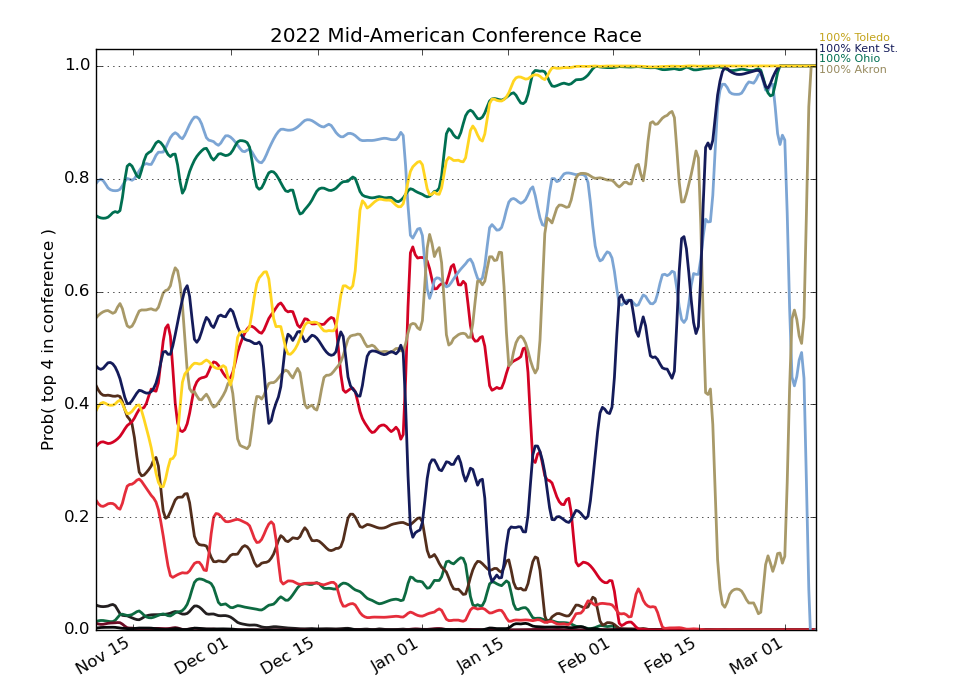 2022 Mid-American Conference Race
100% Toledo
100% Kent St.
100% Ohio
100% Akron
Prob( top 4 in conference )
1.0
0.8
0.6
0.4
0.2
0.0
Nov 15
Dec 01
Dec 15
Jan 01
Jan 15
Feb 01
Feb 15
Mar 01